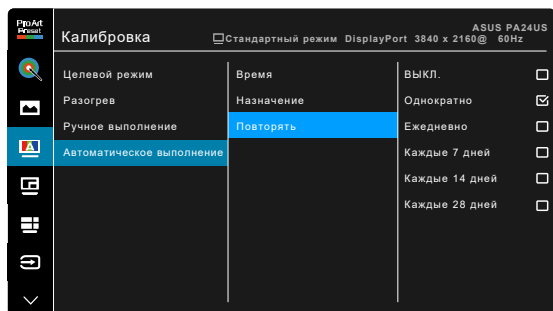 ProArt
Preset
Калибровка
ASUS PA24US
Стандартный режим DisplayPort 3840 x 2160@ 60Hz
Целевой режим
Разогрев
Ручное выполнение
Автоматическое выполнение
Время
Назначение
Повторять
ВЫКЛ.
Однократно
Ежедневно
Каждые 7 дней
Каждые 14 дней
Каждые 28 дней
A